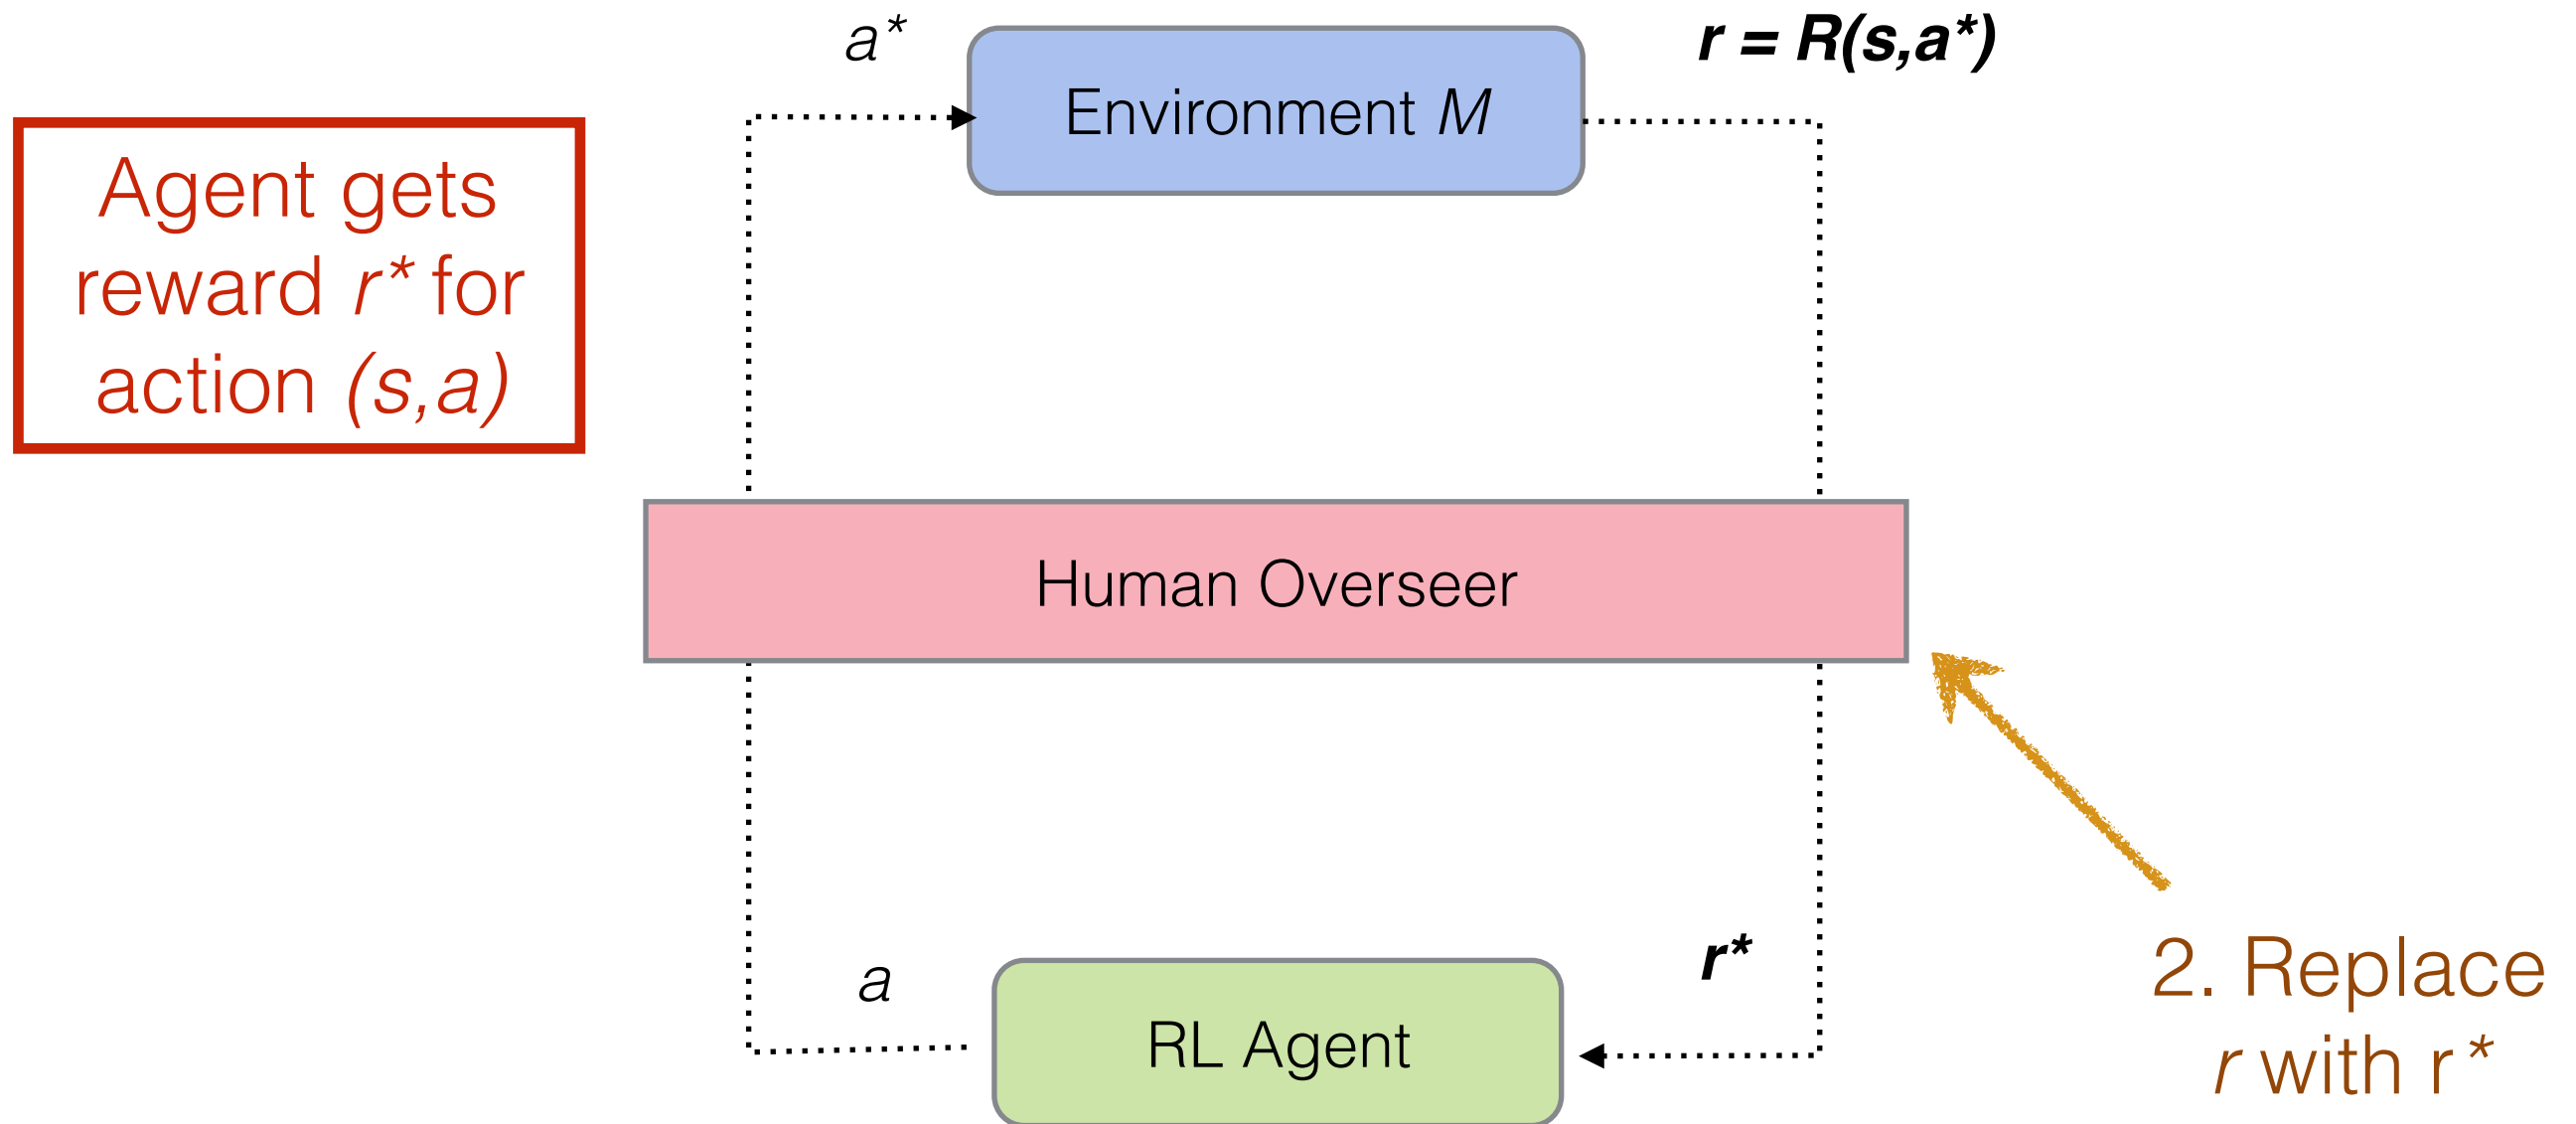 a*
Environment M
r = R(s,a*)
Agent gets
reward r* for
action (s,a)
Human Overseer
a
RL Agent
r*
2. Replace
r with r*